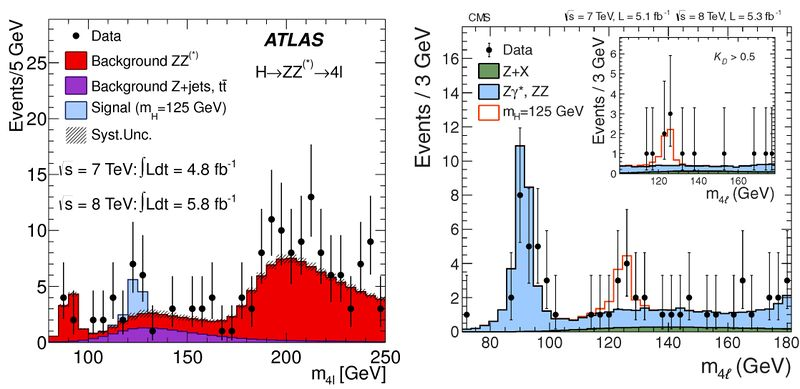 Events/5 GeV
Data
Background ZZ(*)
Background Z+jets, tt̄
Signal (mH=125 GeV)
Syst.Unc.
ATLAS
H→ZZ(*)→4l
√s = 7 TeV:∫Ldt = 4.8 fb-1
√s = 8 TeV:∫Ldt = 5.8 fb-1
25
20
15
10
5
0
100
150
200
250
m4l [GeV]
CMS
√s = 7 TeV, L = 5.1 fb-1 √s = 8 TeV, L = 5.3 fb-1
Events / 3 GeV
Data
Z+X
Zγ*, ZZ
mH=125 GeV
16
14
12
10
8
6
4
2
0
80
100
120
140
160
180
m4ℓ (GeV)
Events / 3 GeV
KD > 0.5
6
5
4
3
2
1
0
120
140
160
m4ℓ (GeV)